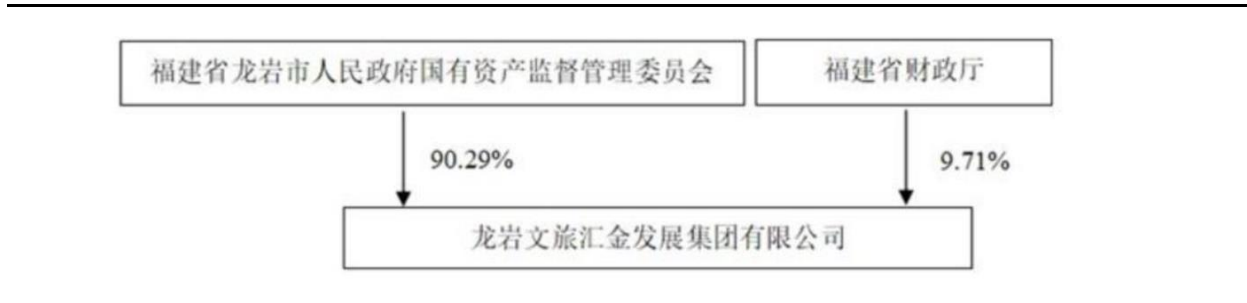 福建省龙岩市人民政府国有资产监督管理委员会
福建省财政厅
90.29%
9.71%
龙岩文旅汇金发展集团有限公司